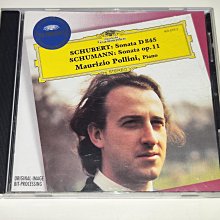 SCHUBERT: Sonata D 845
SCHUMANN: Sonata op. 11
Maurizio Pollini, Piano
ORIGINAL-IMAGE
BIT-PROCESSING